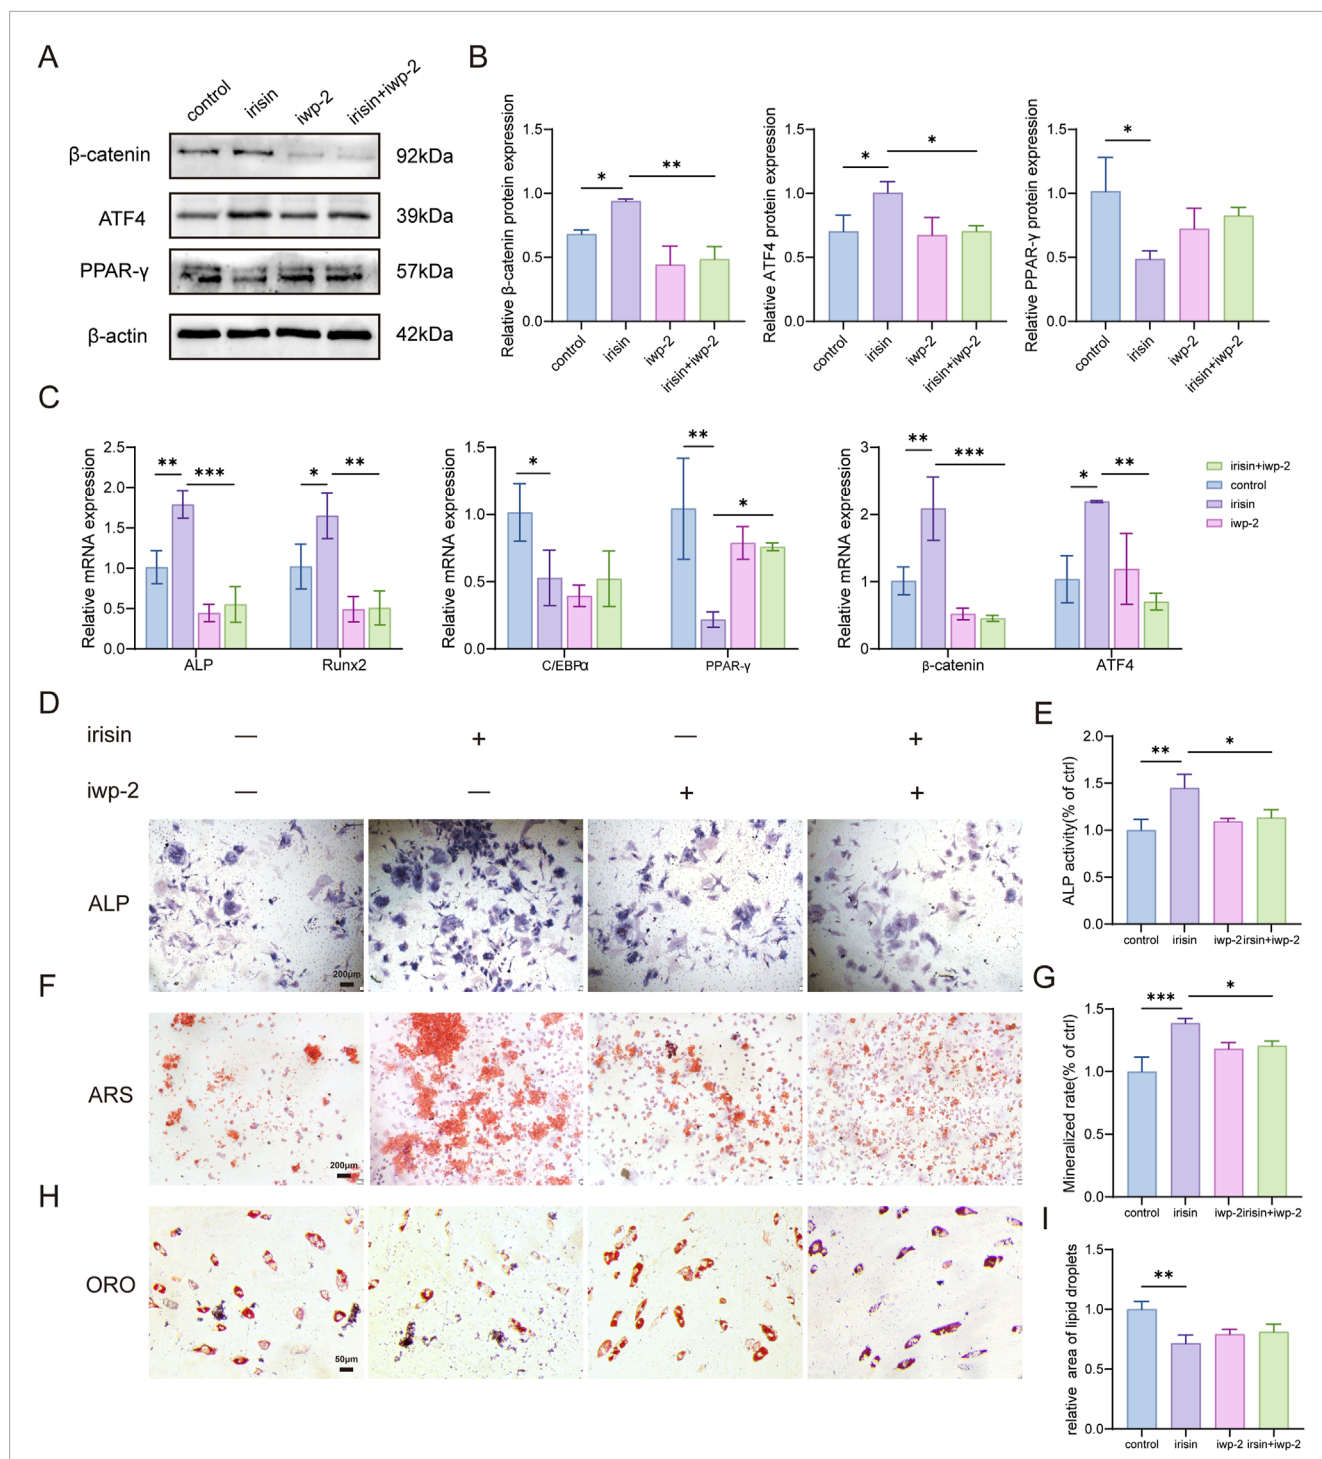 A
control
irisin
iwp-2
irisin+iwp-2
β-catenin
92kDa
ATF4
39kDa
PPAR-γ
57kDa
β-actin
42kDa
B
Relative β-catenin protein expression
1.5
1.0
0.5
0.0
*
**
control
irisin
iwp-2
irisin+iwp-2
Relative ATF4 protein expression
1.5
1.0
0.5
0.0
*
*
control
irisin
iwp-2
irisin+iwp-2
Relative PPAR-γ protein expression
1.5
1.0
0.5
0.0
*
control
irisin
iwp-2
irisin+iwp-2
C
Relative mRNA expression
2.5
2.0
1.5
1.0
0.5
0.0
**
***
*
**
ALP
Runx2
Relative mRNA expression
1.5
1.0
0.5
0.0
*
**
*
C/EBPα
PPAR-γ
Relative mRNA expression
3
2
1
0
**
***
*
**
β-catenin
ATF4
irisin+iwp-2
control
irisin
iwp-2
D
irisin
— + — +
iwp-2
— — + +
ALP
200μm
E
ALP activity(% of ctrl)
2.0
1.5
1.0
0.5
0.0
**
*
control
irisin
iwp-2
irsin+iwp-2
F
ARS
200μm
G
Mineralized rate(% of ctrl)
1.5
1.0
0.5
0.0
***
*
control
irisin
iwp-2
irisin+iwp-2
H
ORO
50μm
I
relative area of lipid droplets
1.5
1.0
0.5
0.0
**
control
irisin
iwp-2
irsin+iwp-2